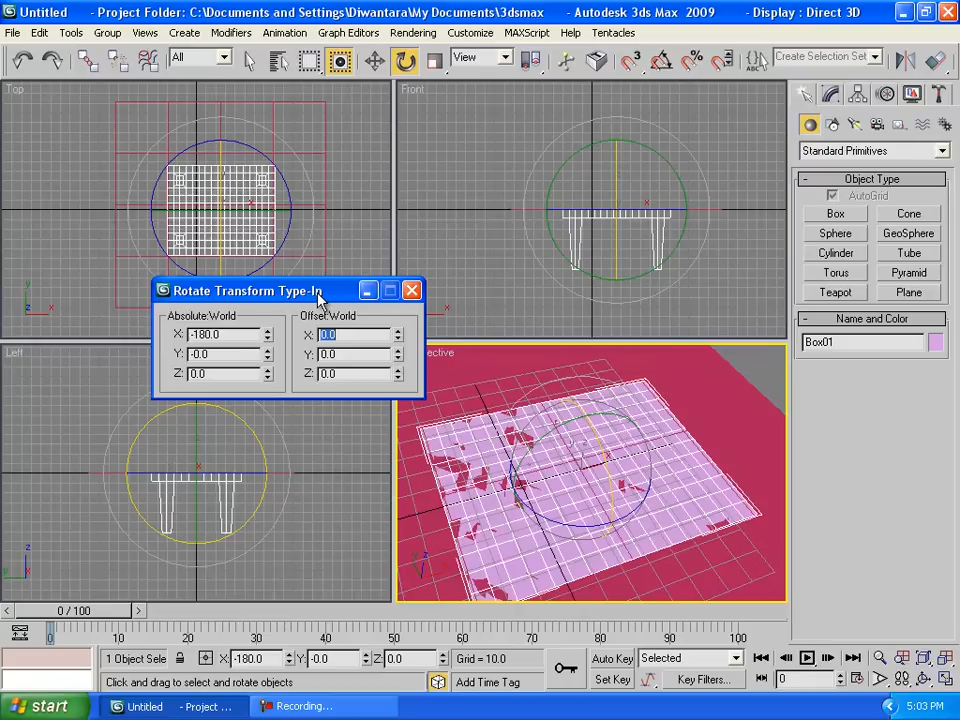 Untitled - Project Folder: C:\Documents and Settings\Diwantara\My Documents\3dsmax - Autodesk 3ds Max 2009 - Display : Direct 3D
File Edit Tools Group Views Create Modifiers Animation Graph Editors Rendering Customize MAXScript Help Tentacles
All View Create Selection Set
Top Front
Standard Primitives
- Object Type
AutoGrid
Box Cone
Sphere GeoSphere
Cylinder Tube
Torus Pyramid
Teapot Plane
- Name and Color
Box01
Rotate Transform Type-In
Absolute:World Offset:World
X: -180.0 X: 0.0
Y: -0.0 Y: 0.0
Z: 0.0 Z: 0.0
Left
0 / 100
0 10 20 30 40 50 60 70 80 90 100
1 Object Sele X: -180.0 Y: -0.0 Z: 0.0 Grid = 10.0 Auto Key Selected
Click and drag to select and rotate objects Add Time Tag Set Key Key Filters... 0
start Untitled - Project ... Recording... 5:03 PM